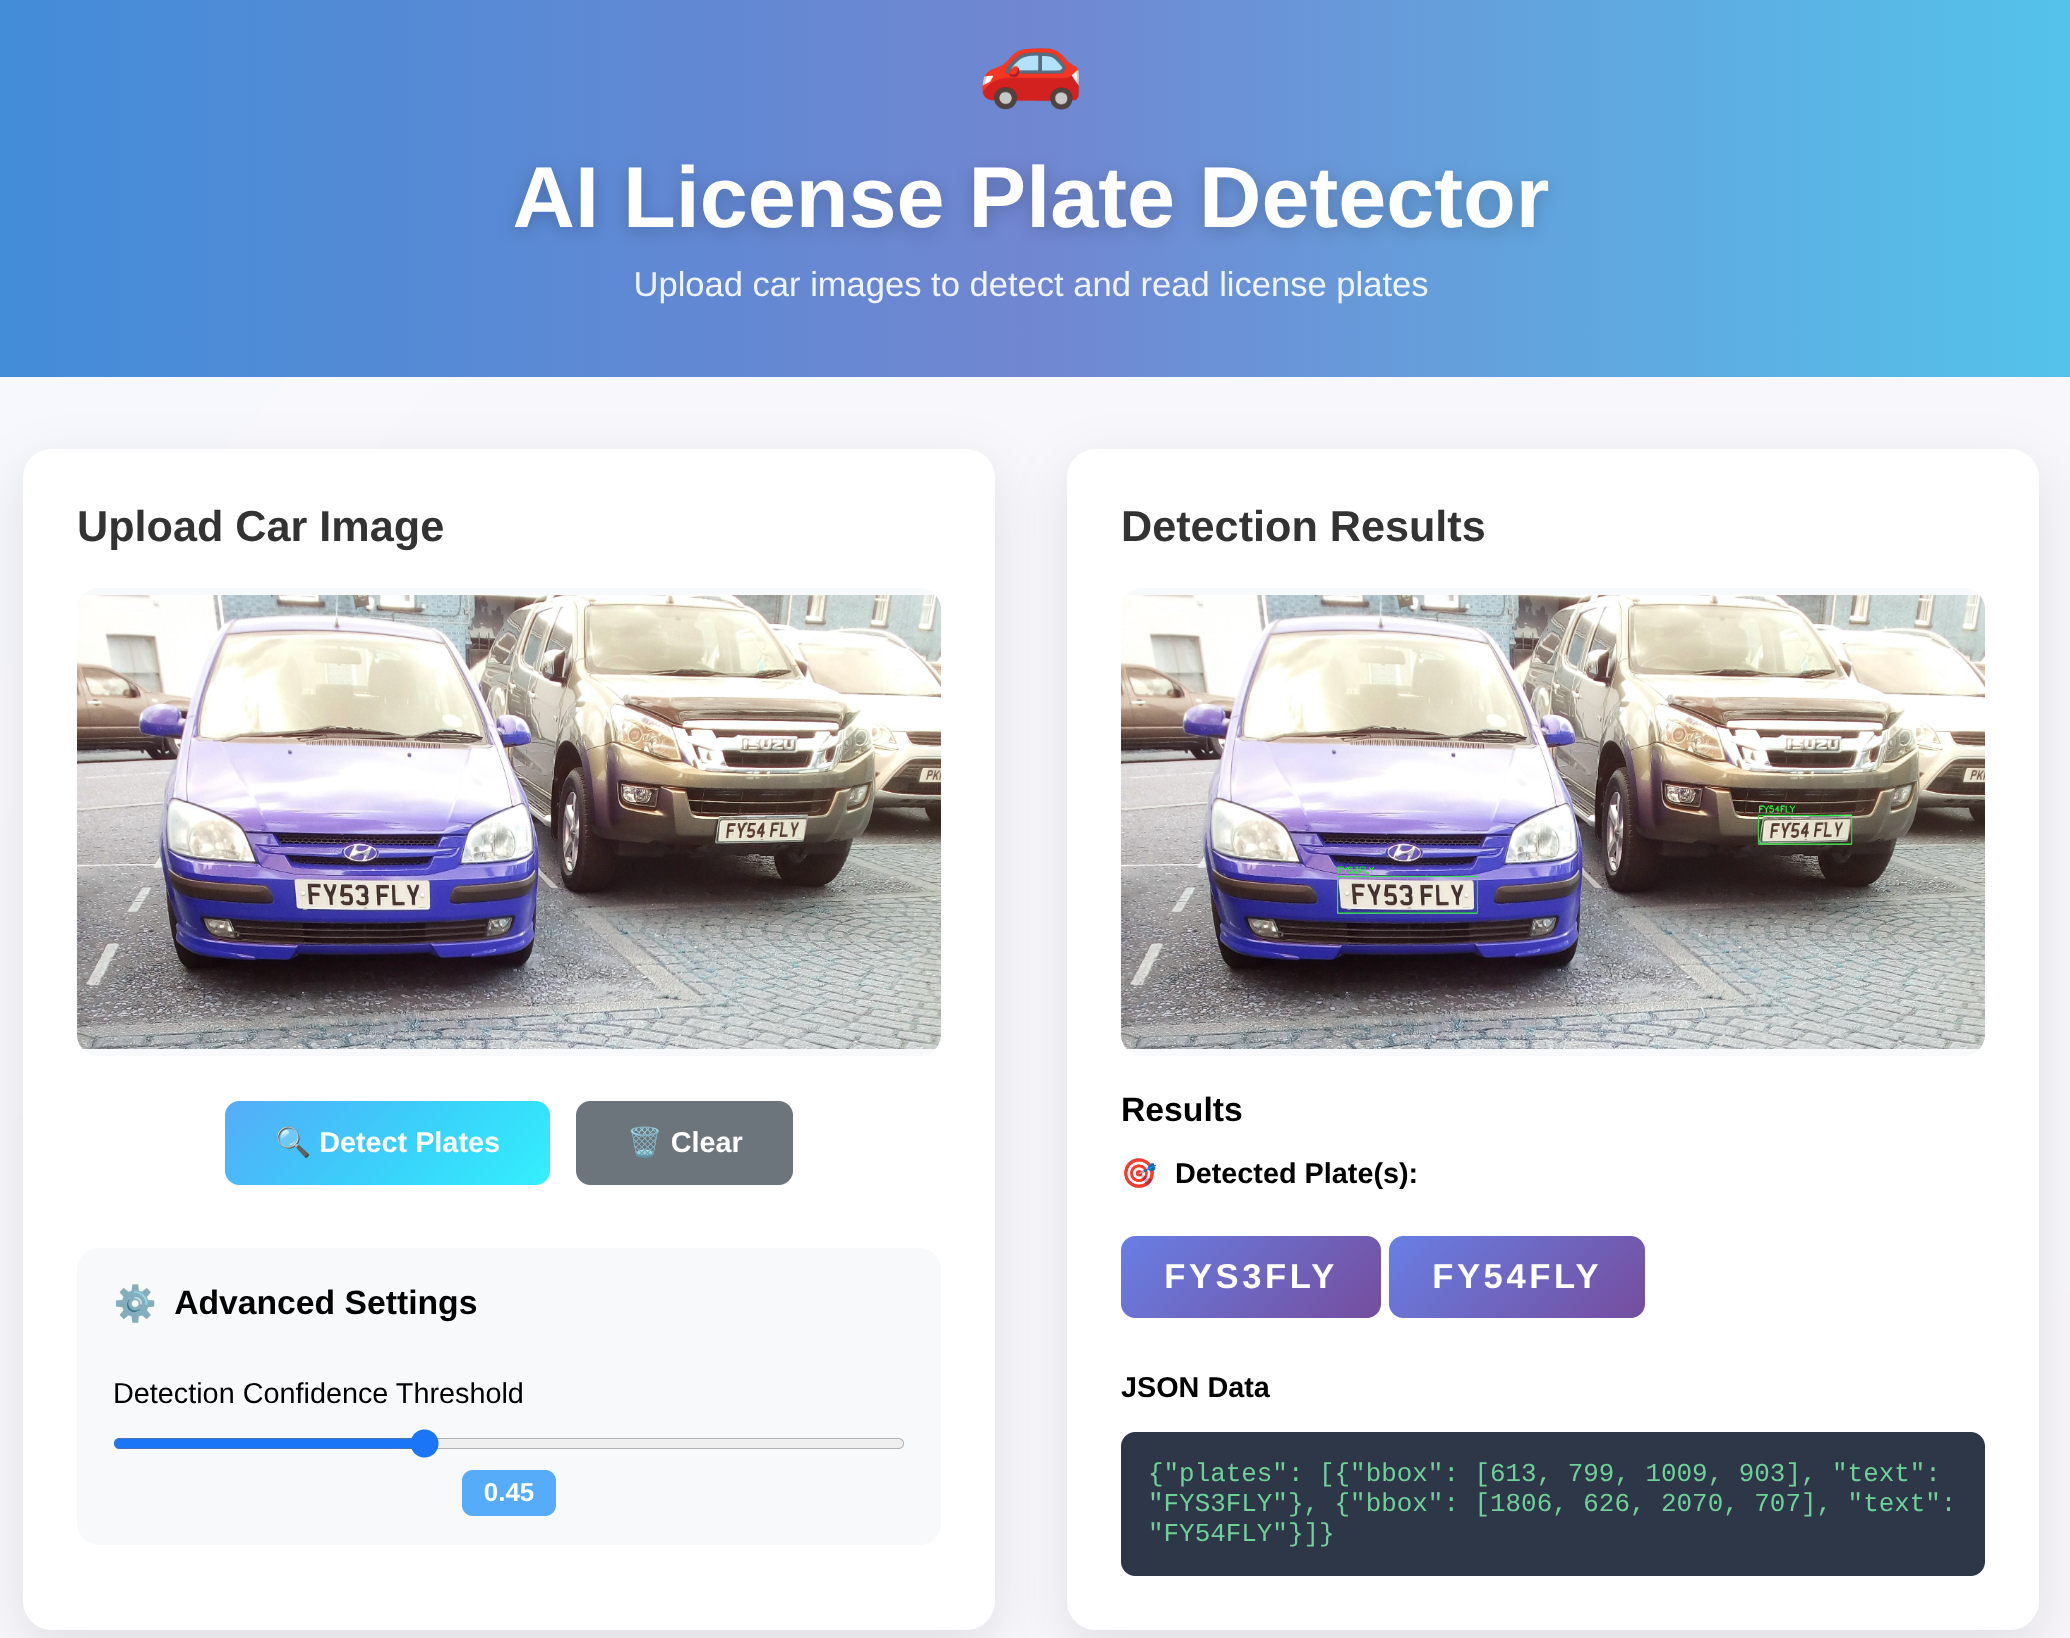 AI License Plate Detector
Upload car images to detect and read license plates
Upload Car Image
ISUZU
PK
FY54 FLY
FY53 FLY
🔍 Detect Plates
🗑️ Clear
⚙️ Advanced Settings
Detection Confidence Threshold
0.45
Detection Results
ISUZU
PK
FY54FLY
FY54 FLY
FY53 FLY
Results
🎯 Detected Plate(s):
FYS3FLY FY54FLY
JSON Data
{"plates": [{"bbox": [613, 799, 1009, 903], "text":
"FYS3FLY"}, {"bbox": [1806, 626, 2070, 707], "text":
"FY54FLY"}]}